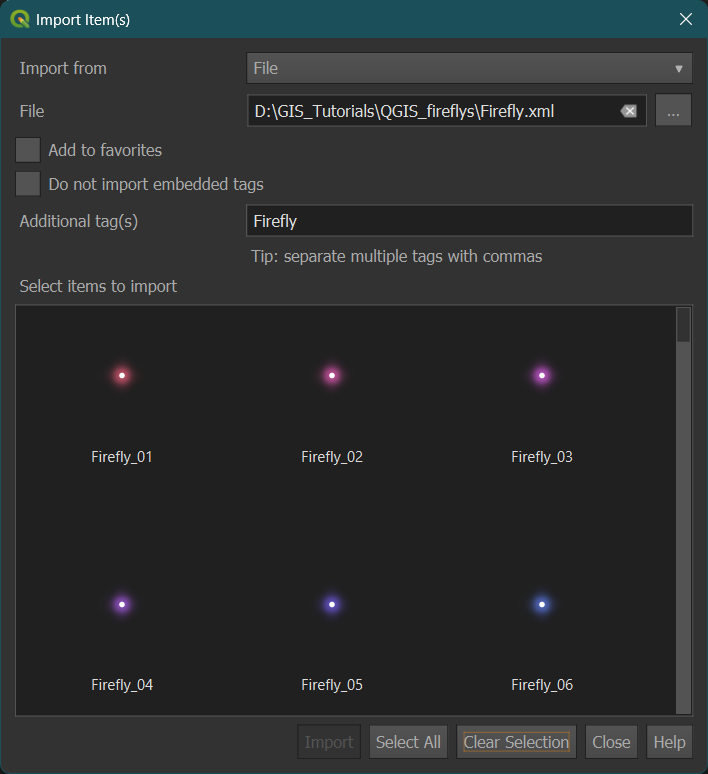 Import Item(s)
Import from
File
File
D:\GIS_Tutorials\QGIS_fireflys\Firefly.xml
...
Add to favorites
Do not import embedded tags
Additional tag(s)
Firefly
Tip: separate multiple tags with commas
Select items to import
Firefly_01
Firefly_02
Firefly_03
Firefly_04
Firefly_05
Firefly_06
Import
Select All
Clear Selection
Close
Help